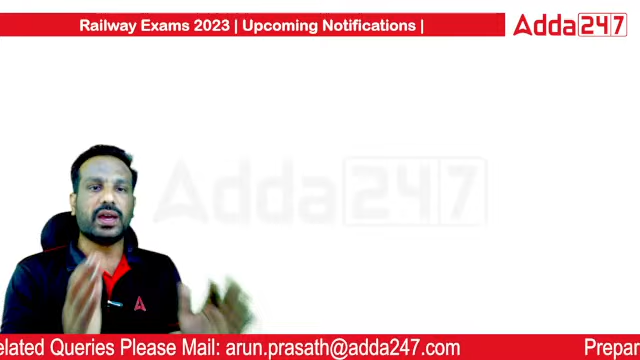 Railway Exams 2023 | Upcoming Notifications |
Adda247
Adda247
elated Queries Please Mail: arun.prasath@adda247.com
Prepar